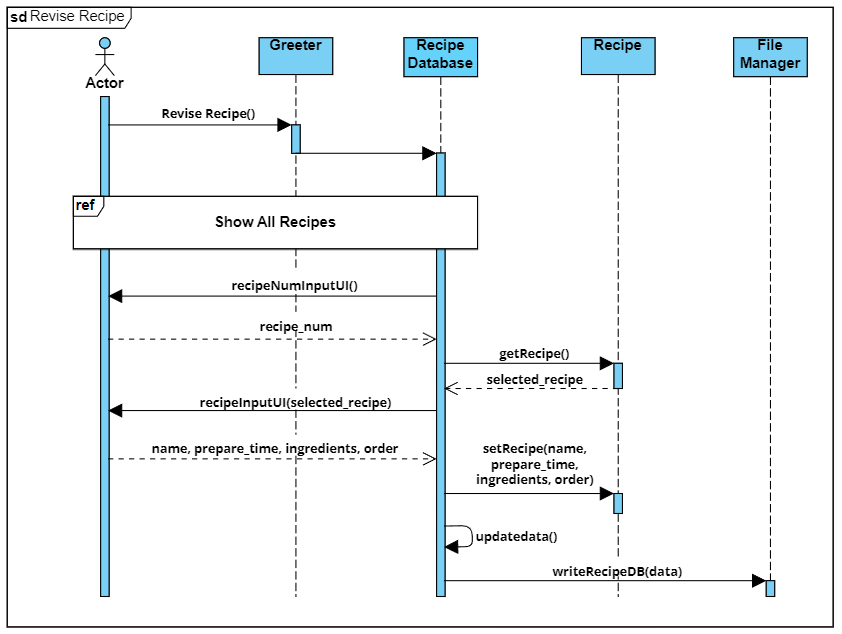 sd Revise Recipe
Actor
Greeter
Recipe
Database
Recipe
File
Manager
Revise Recipe()
ref
Show All Recipes
recipeNumInputUI()
recipe_num
getRecipe()
selected_recipe
recipeInputUI(selected_recipe)
name, prepare_time, ingredients, order
setRecipe(name,
prepare_time,
ingredients, order)
updatedata()
writeRecipeDB(data)